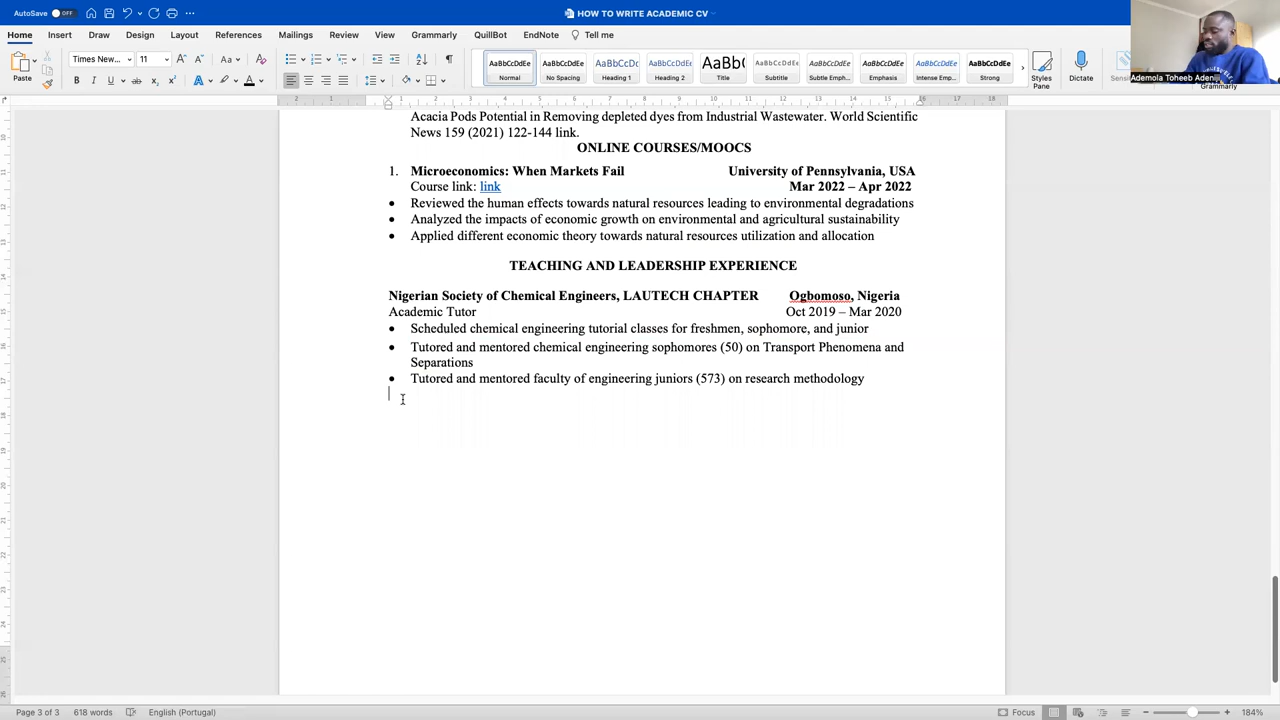 AutoSave OFF
HOW TO WRITE ACADEMIC CV
Home Insert Draw Design Layout References Mailings Review View Grammarly QuillBot EndNote Tell me
Paste
Times New... 11
AaBbCcDdEe Normal
AaBbCcDdEe No Spacing
AaBbCcDc Heading 1
AaBbCcDdEe Heading 2
AaBb( Title
AaBbCcDdEe Subtitle
AaBbCcDdEe Subtle Emph...
AaBbCcDdEe Emphasis
AaBbCcDdEe Intense Emp...
AaBbCcDdEe Strong
Styles Pane
Dictate
Grammarly
Ademola Toheeb Adeniji
Acacia Pods Potential in Removing depleted dyes from Industrial Wastewater. World Scientific
News 159 (2021) 122-144 link.
ONLINE COURSES/MOOCS
1. Microeconomics: When Markets Fail University of Pennsylvania, USA
Course link: link Mar 2022 – Apr 2022
• Reviewed the human effects towards natural resources leading to environmental degradations
• Analyzed the impacts of economic growth on environmental and agricultural sustainability
• Applied different economic theory towards natural resources utilization and allocation
TEACHING AND LEADERSHIP EXPERIENCE
Nigerian Society of Chemical Engineers, LAUTECH CHAPTER Ogbomoso, Nigeria
Academic Tutor Oct 2019 – Mar 2020
• Scheduled chemical engineering tutorial classes for freshmen, sophomore, and junior
• Tutored and mentored chemical engineering sophomores (50) on Transport Phenomena and
Separations
• Tutored and mentored faculty of engineering juniors (573) on research methodology
Page 3 of 3 618 words English (Portugal) Focus 184%